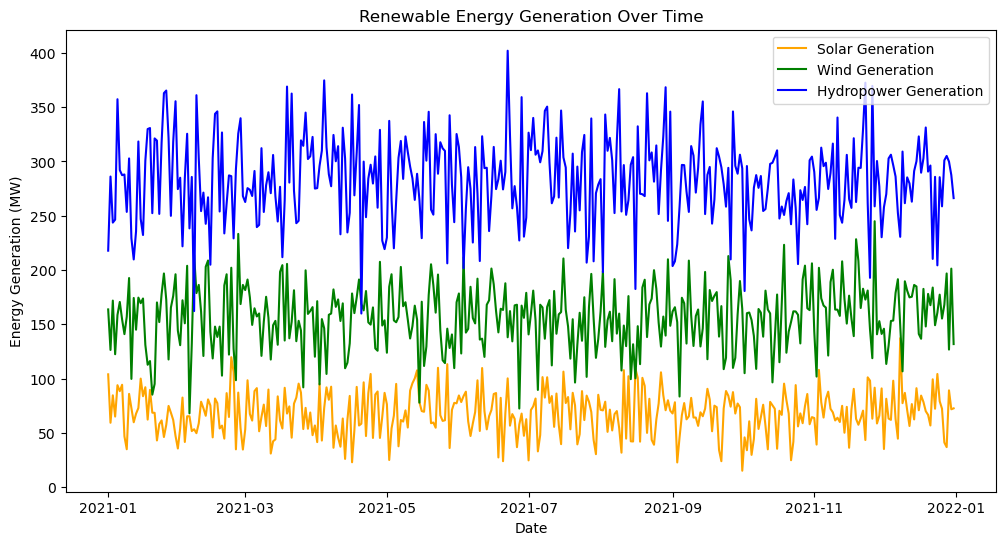 Renewable Energy Generation Over Time
Energy Generation (MW)
400
350
300
250
200
150
100
50
0
Solar Generation
Wind Generation
Hydropower Generation
2021-01
2021-03
2021-05
2021-07
2021-09
2021-11
2022-01
Date